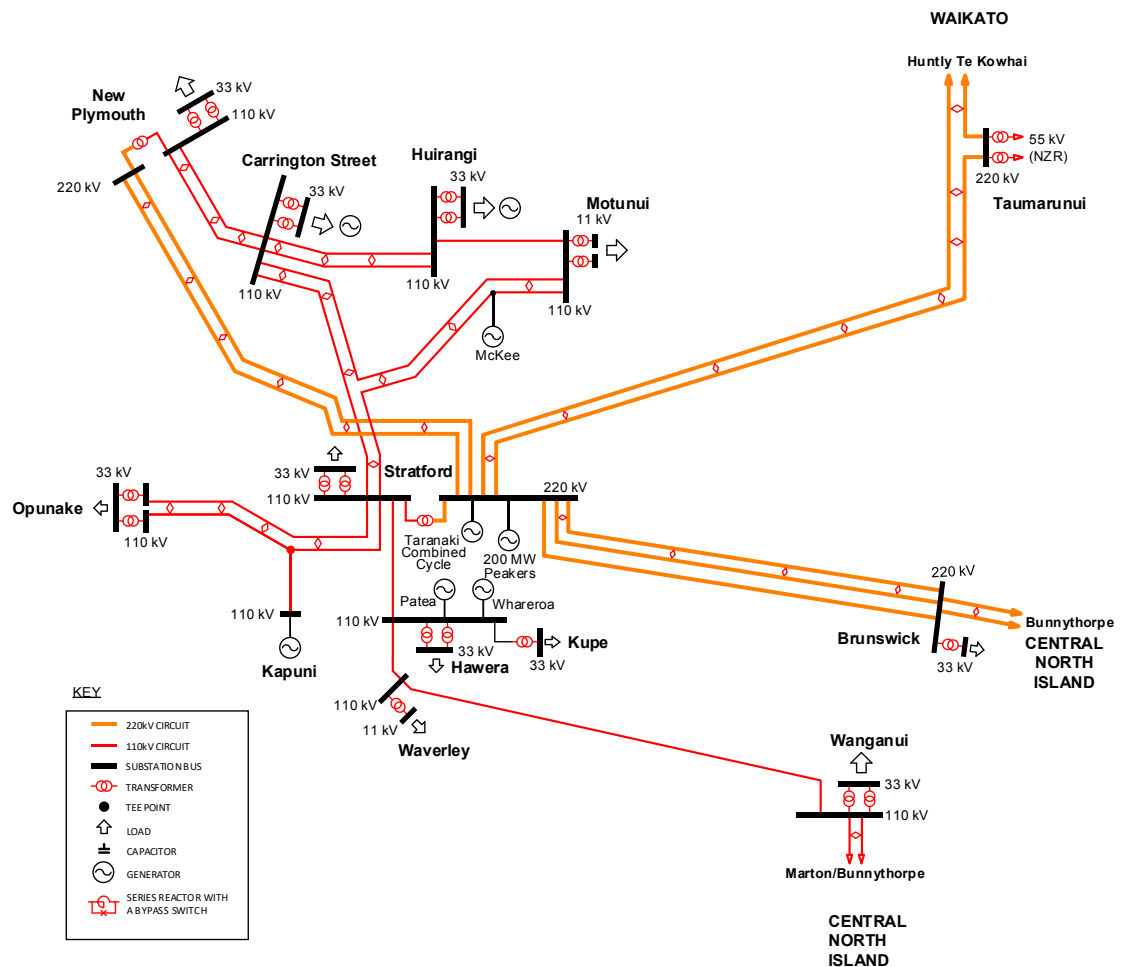 WAIKATO
Huntly Te Kowhai
33 kV
New
Plymouth
110 kV
55 kV
(NZR)
220 kV
Taumarunui
Carrington Street
33 kV
Huirangi
33 kV
Motunui
11 kV
220 kV
110 kV
110 kV
110 kV
McKee
Stratford
33 kV
110 kV
220 kV
33 kV
Opunake
110 kV
Taranaki
Combined
Cycle
200 MW
Peakers
220 kV
Patea
Whareroa
110 kV
110 kV
Kapuni
33 kV
Hawera
Kupe
33 kV
Brunswick
33 kV
Bunnythorpe
CENTRAL
NORTH
ISLAND
110 kV
11 kV
Waverley
Wanganui
33 kV
110 kV
Marton/Bunnythorpe
CENTRAL
NORTH
ISLAND
KEY
220kV CIRCUIT
110kV CIRCUIT
SUBSTATION BUS
TRANSFORMER
TEE POINT
LOAD
CAPACITOR
GENERATOR
SERIES REACTOR WITH
A BYPASS SWITCH